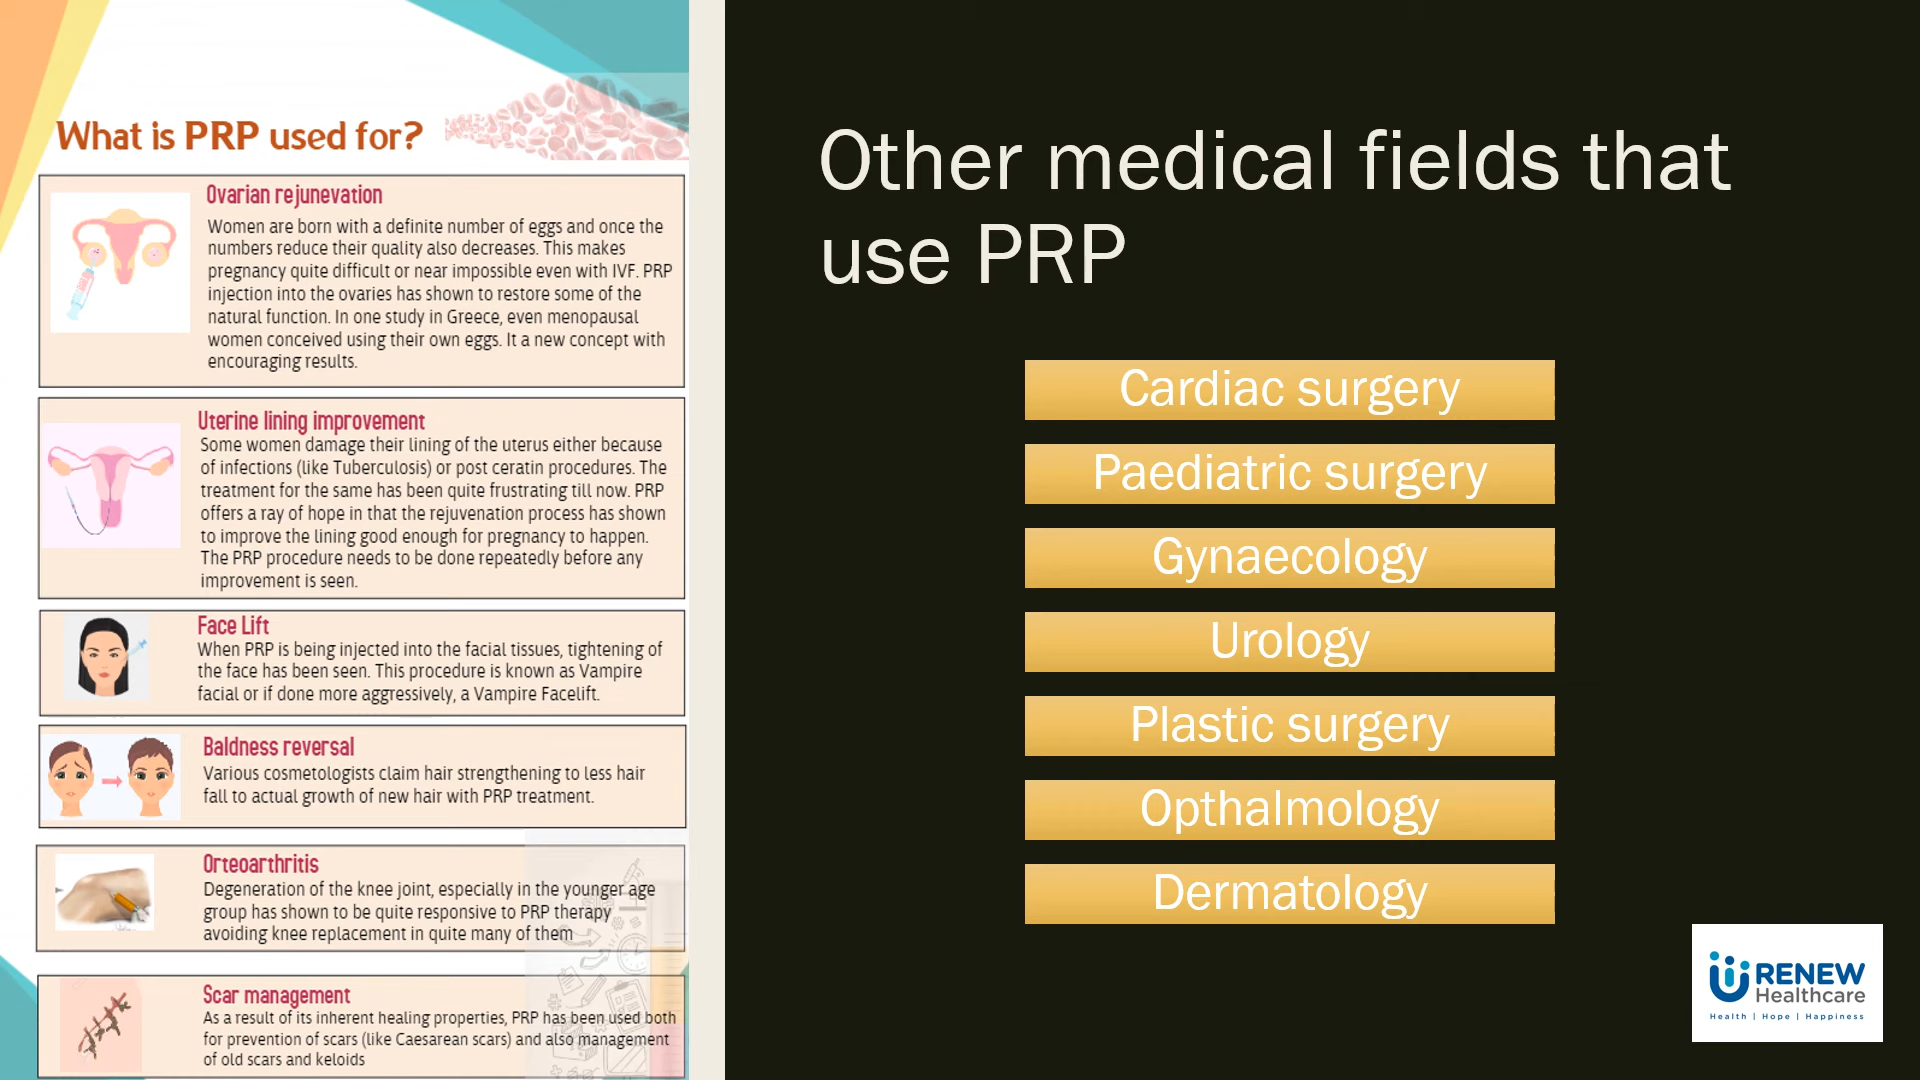 What is PRP used for?
Ovarian rejunevation
Women are born with a definite number of eggs and once the
numbers reduce their quality also decreases. This makes
pregnancy quite difficult or near impossible even with IVF. PRP
injection into the ovaries has shown to restore some of the
natural function. In one study in Greece, even menopausal
women conceived using their own eggs. It a new concept with
encouraging results.
Uterine lining improvement
Some women damage their lining of the uterus either because
of infections (like Tuberculosis) or post ceratin procedures. The
treatment for the same has been quite frustrating till now. PRP
offers a ray of hope in that the rejuvenation process has shown
to improve the lining good enough for pregnancy to happen.
The PRP procedure needs to be done repeatedly before any
improvement is seen.
Face Lift
When PRP is being injected into the facial tissues, tightening of
the face has been seen. This procedure is known as Vampire
facial or if done more aggressively, a Vampire Facelift.
Baldness reversal
Various cosmetologists claim hair strengthening to less hair
fall to actual growth of new hair with PRP treatment.
Orteoarthritis
Degeneration of the knee joint, especially in the younger age
group has shown to be quite responsive to PRP therapy
avoiding knee replacement in quite many of them
Scar management
As a result of its inherent healing properties, PRP has been used both
for prevention of scars (like Caesarean scars) and also management
of old scars and keloids
Other medical fields that
use PRP
Cardiac surgery
Paediatric surgery
Gynaecology
Urology
Plastic surgery
Opthalmology
Dermatology
RENEW
Healthcare
Health | Hope | Happiness